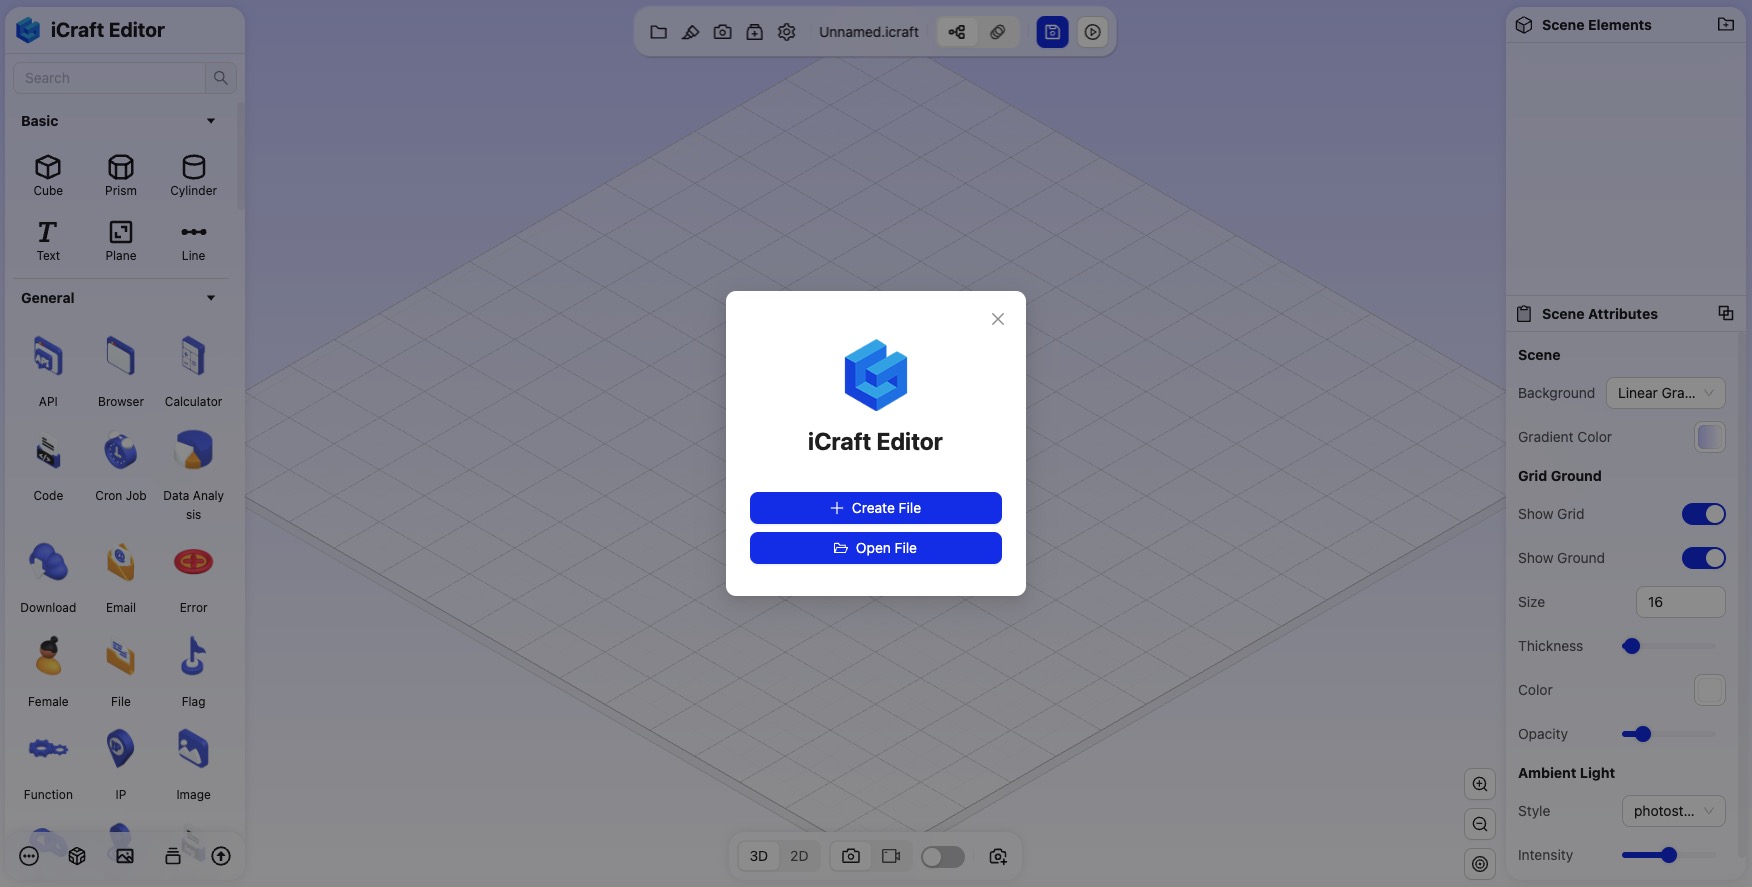 iCraft Editor
Search
Basic
Cube
Prism
Cylinder
Text
Plane
Line
General
API
Browser
Calculator
Code
Cron Job
Data Analy
sis
Download
Email
Error
Female
File
Flag
Function
IP
Image
Unnamed.icraft
iCraft Editor
Create File
Open File
3D
2D
Scene Elements
Scene Attributes
Scene
Background
Linear Gra...
Gradient Color
Grid Ground
Show Grid
Show Ground
Size
16
Thickness
Color
Opacity
Ambient Light
Style
photost...
Intensity